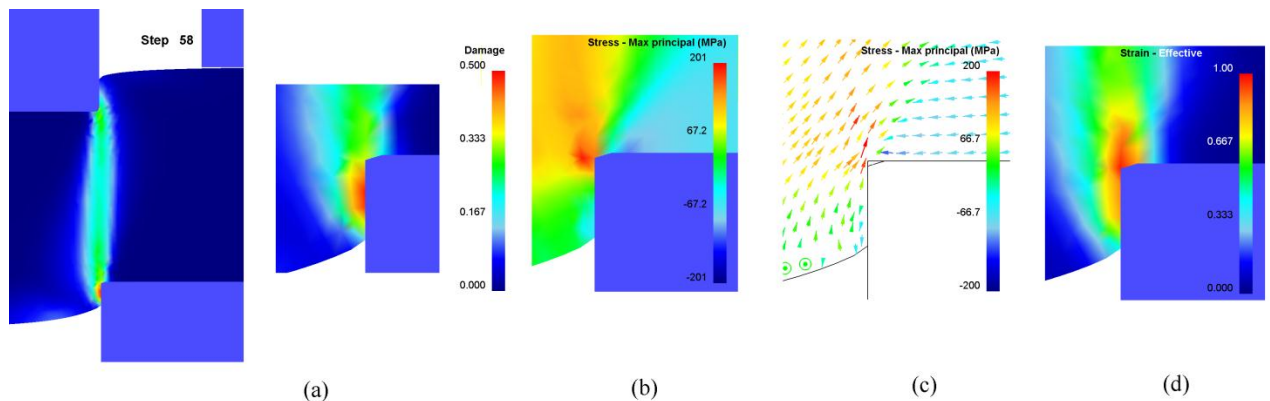 Step 58
Damage
0.500
0.333
0.167
0.000
Stress - Max principal (MPa)
201
67.2
-67.2
-201
Stress - Max principal (MPa)
200
66.7
-66.7
-200
Strain - Effective
1.00
0.667
0.333
0.000
(a)
(b)
(c)
(d)